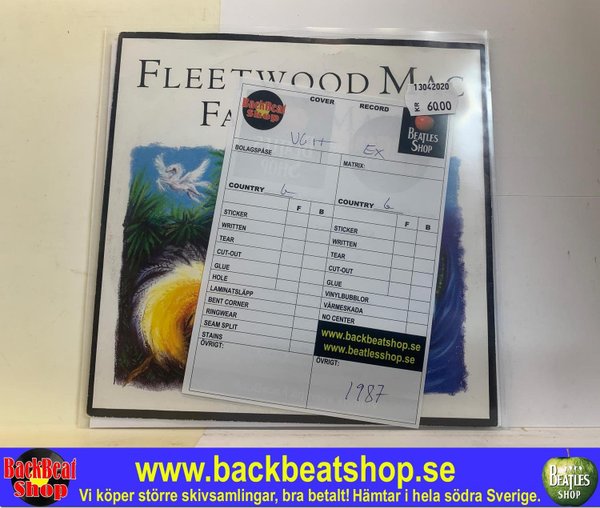 FLEETWOOD MAC
FA
13042020
KR 60.00
BackBeat
Shop
COVER
RECORD
BEATLES
SHOP
VG++
EX
BOLAGSPÅSE
MATRIX:
COUNTRY G
COUNTRY G
F B
F B
STICKER
STICKER
WRITTEN
WRITTEN
TEAR
TEAR
CUT-OUT
CUT-OUT
GLUE
GLUE
HOLE
VINYLBUBBLOR
LAMINATSLÄPP
VÄRMESKADA
BENT CORNER
NO CENTER
RINGWEAR
SEAM SPLIT
STAINS
ÖVRIGT:
www.backbeatshop.se
www.beatlesshop.se
ÖVRIGT:
1987
BackBeat
Shop
www.backbeatshop.se
Vi köper större skivsamlingar, bra betalt! Hämtar i hela södra Sverige.
BEATLES
SHOP